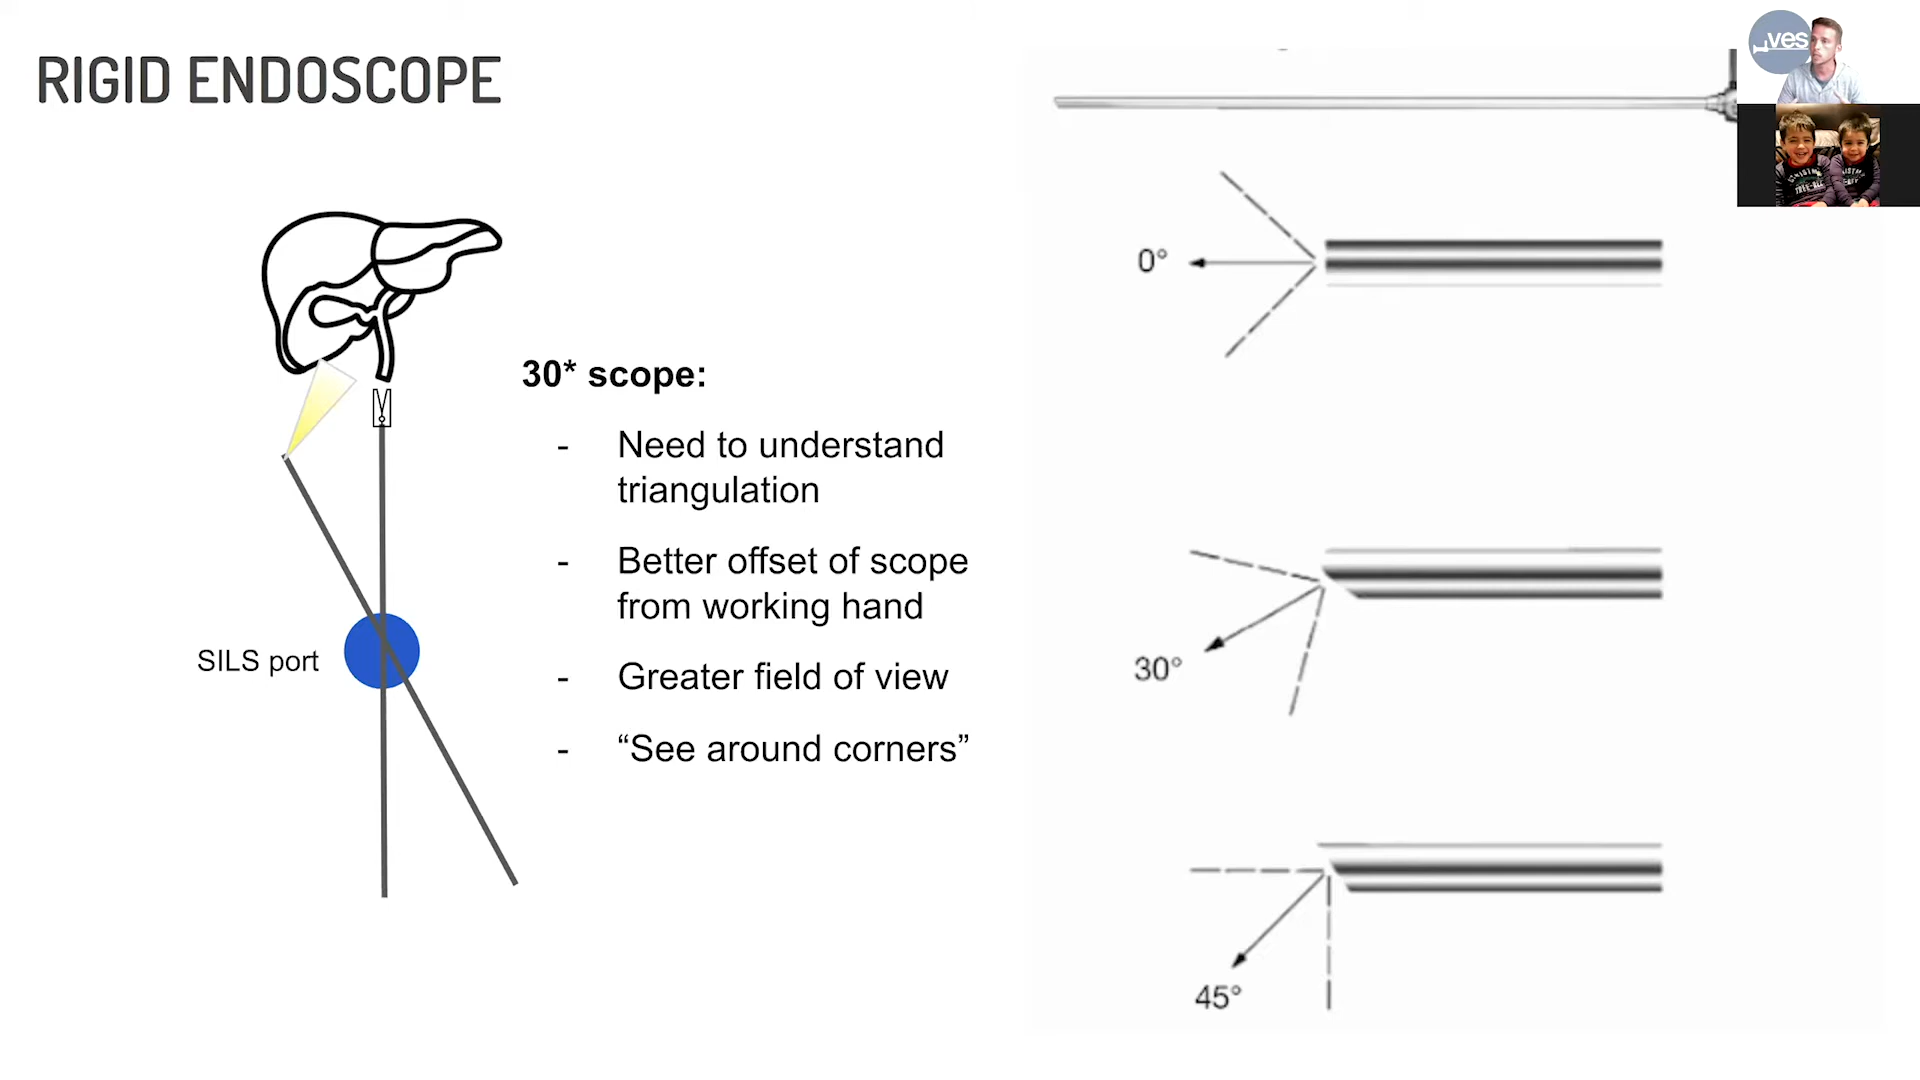 RIGID ENDOSCOPE
ves
30* scope:
- Need to understand
triangulation
- Better offset of scope
from working hand
- Greater field of view
- “See around corners”
SILS port
0°
30°
45°